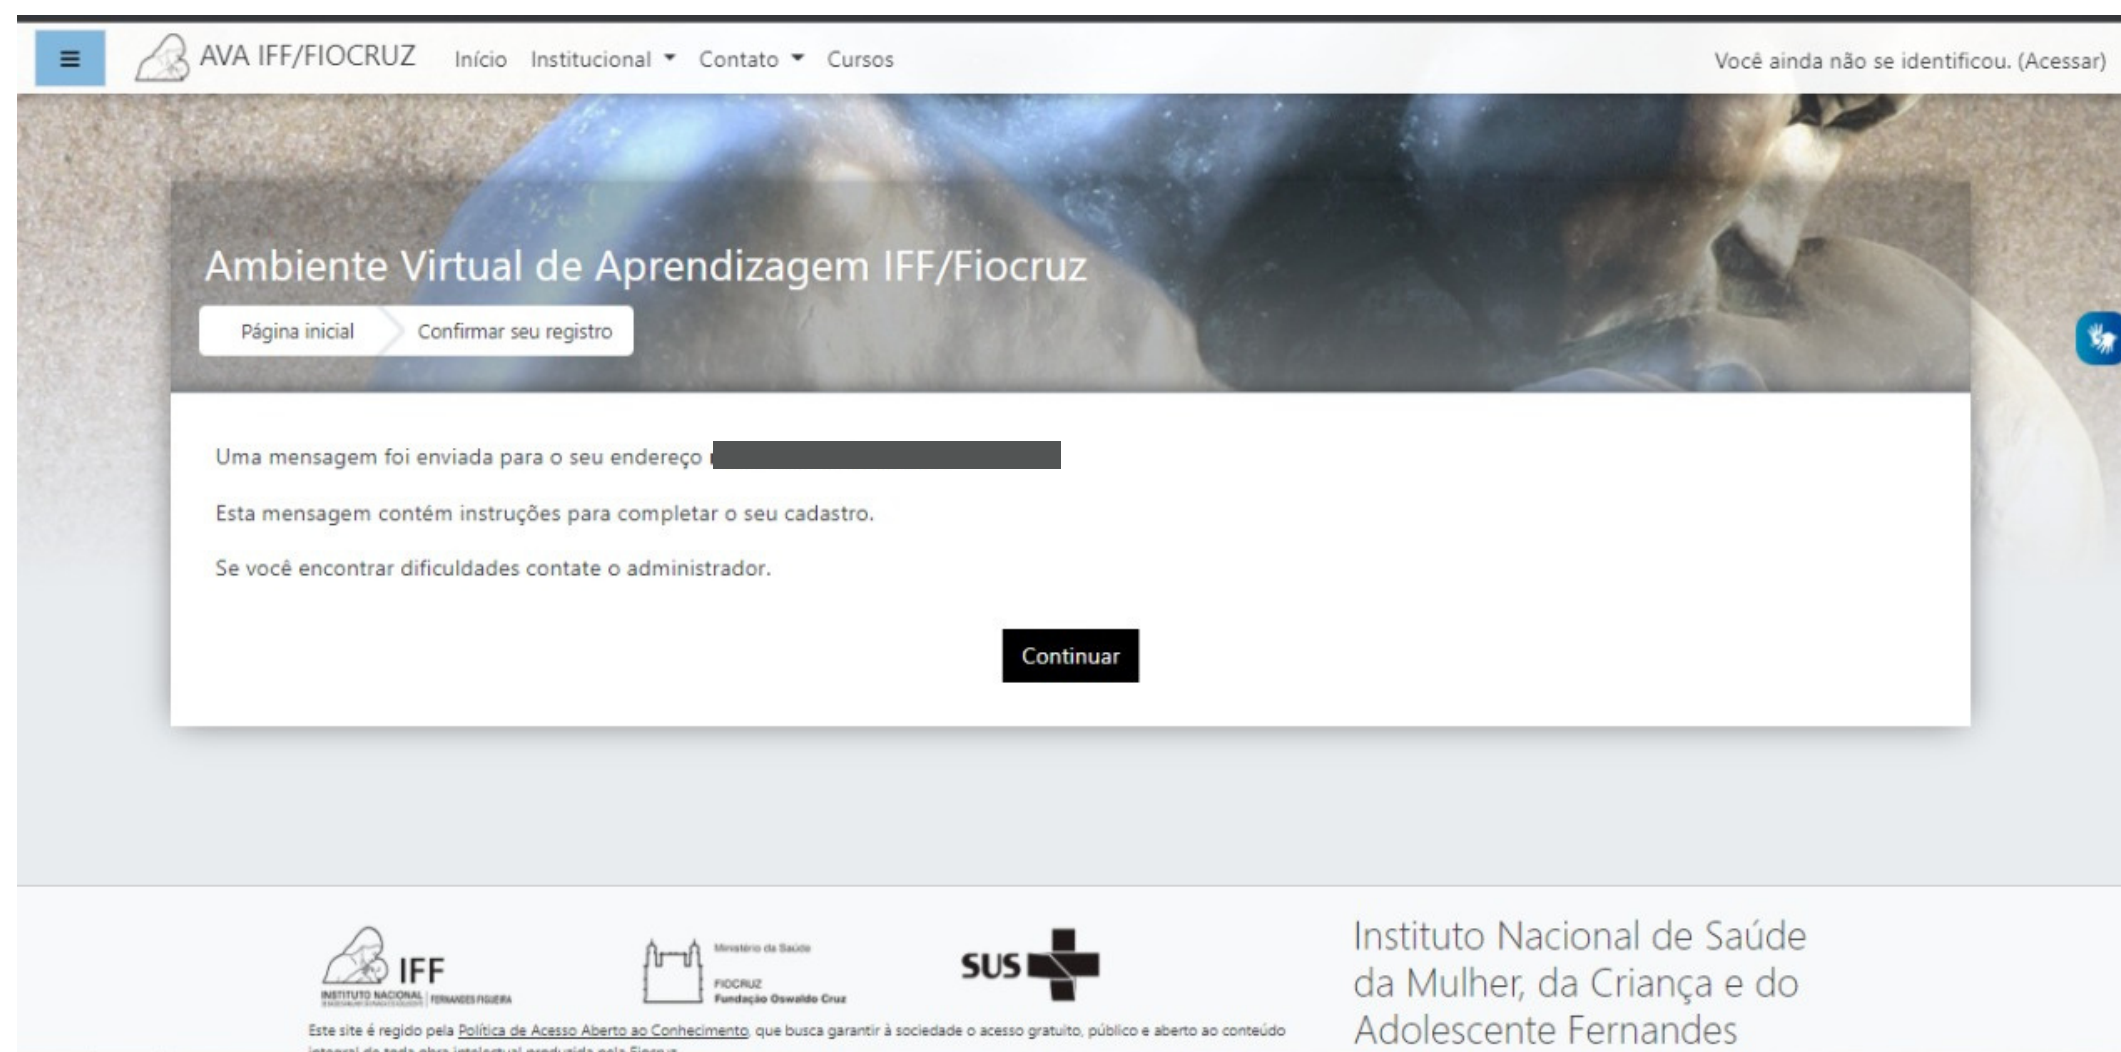 AVA IFF/FIOCRUZ Início Institucional Contato Cursos Você ainda não se identificou. (Acessar)
Ambiente Virtual de Aprendizagem IFF/Fiocruz
Página inicial Confirmar seu registro
Uma mensagem foi enviada para o seu endereço
Esta mensagem contém instruções para completar o seu cadastro.
Se você encontrar dificuldades contate o administrador.
Continuar
IFF
INSTITUTO NACIONAL FERNANDES FIGUEIRA
Ministério da Saúde
FIOCRUZ
Fundação Oswaldo Cruz
SUS
Instituto Nacional de Saúde
da Mulher, da Criança e do
Adolescente Fernandes
Este site é regido pela Política de Acesso Aberto ao Conhecimento, que busca garantir à sociedade o acesso gratuito, público e aberto ao conteúdo